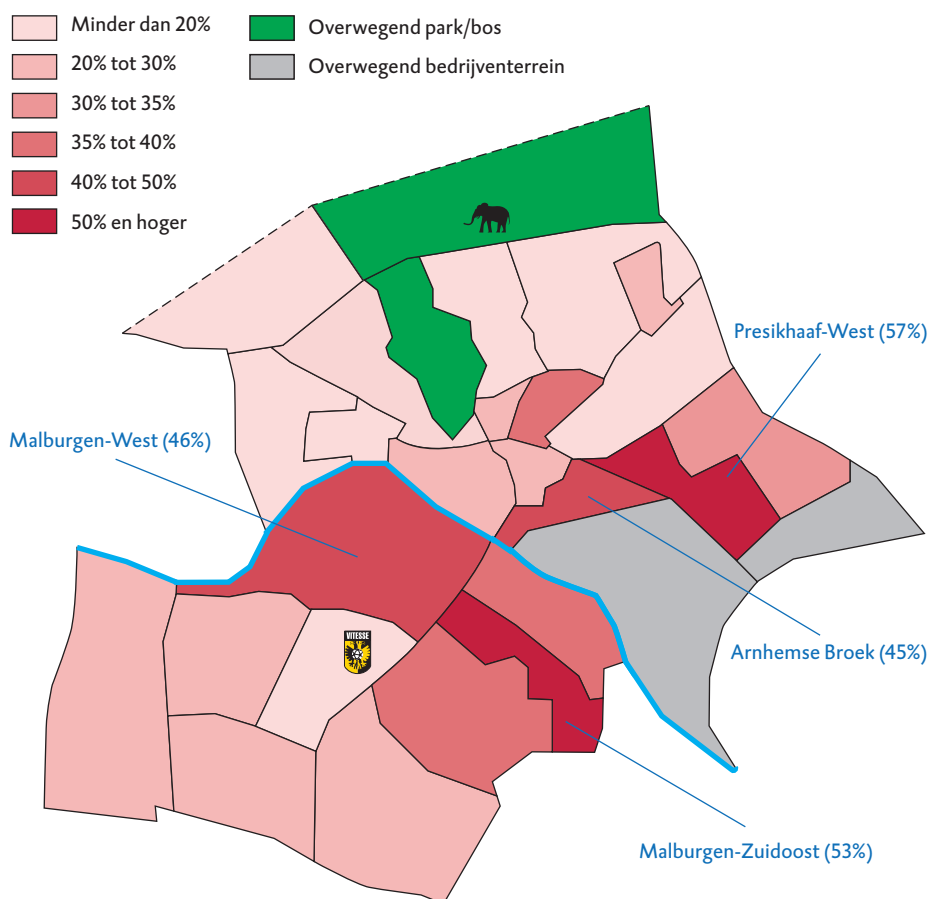 Minder dan 20%
20% tot 30%
30% tot 35%
35% tot 40%
40% tot 50%
50% en hoger
Overwegend park/bos
Overwegend bedrijventerrein
Presikhaaf-West (57%)
Malburgen-West (46%)
VITESSE
Arnhemse Broek (45%)
Malburgen-Zuidoost (53%)